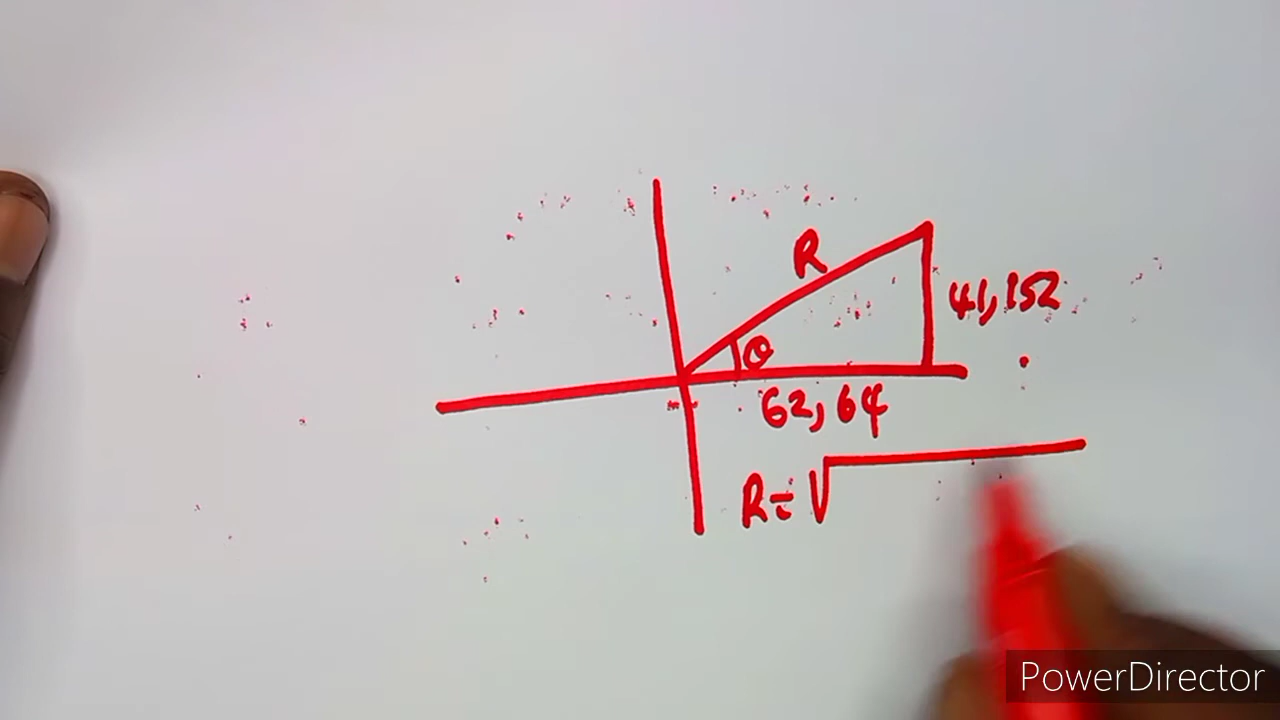 R
41,152
θ
62,64
R = √
PowerDirector